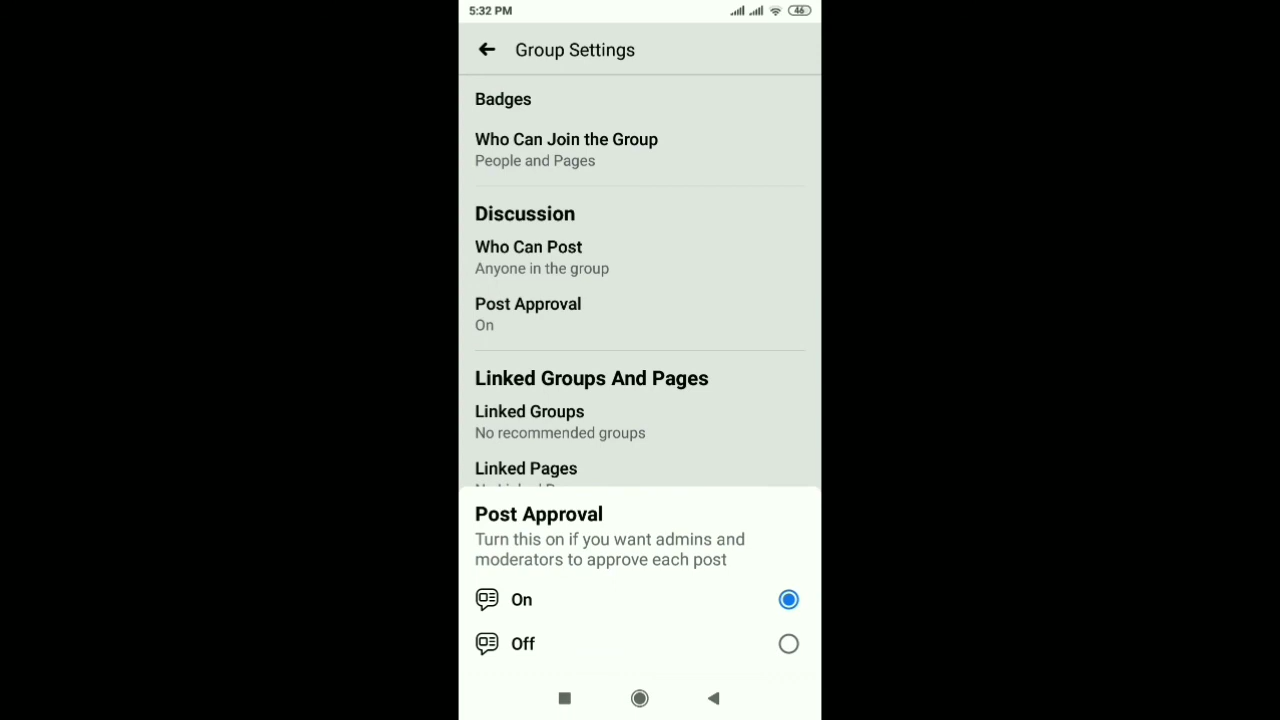 5:32 PM
46
Group Settings
Badges
Who Can Join the Group
People and Pages
Discussion
Who Can Post
Anyone in the group
Post Approval
On
Linked Groups And Pages
Linked Groups
No recommended groups
Linked Pages
Post Approval
Turn this on if you want admins and
moderators to approve each post
On
Off